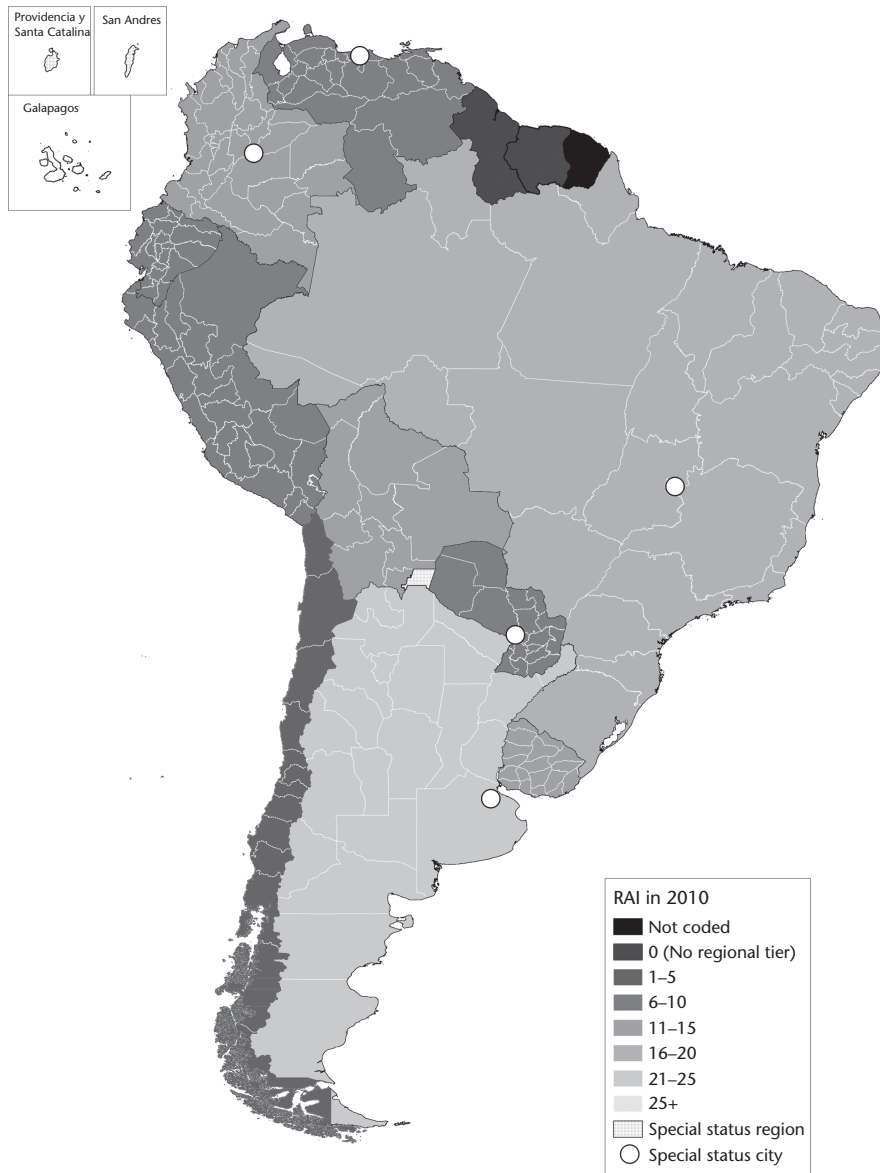 Providencia y
Santa Catalina
San Andres
Galapagos
RAI in 2010
Not coded
0 (No regional tier)
1–5
6–10
11–15
16–20
21–25
25+
Special status region
Special status city